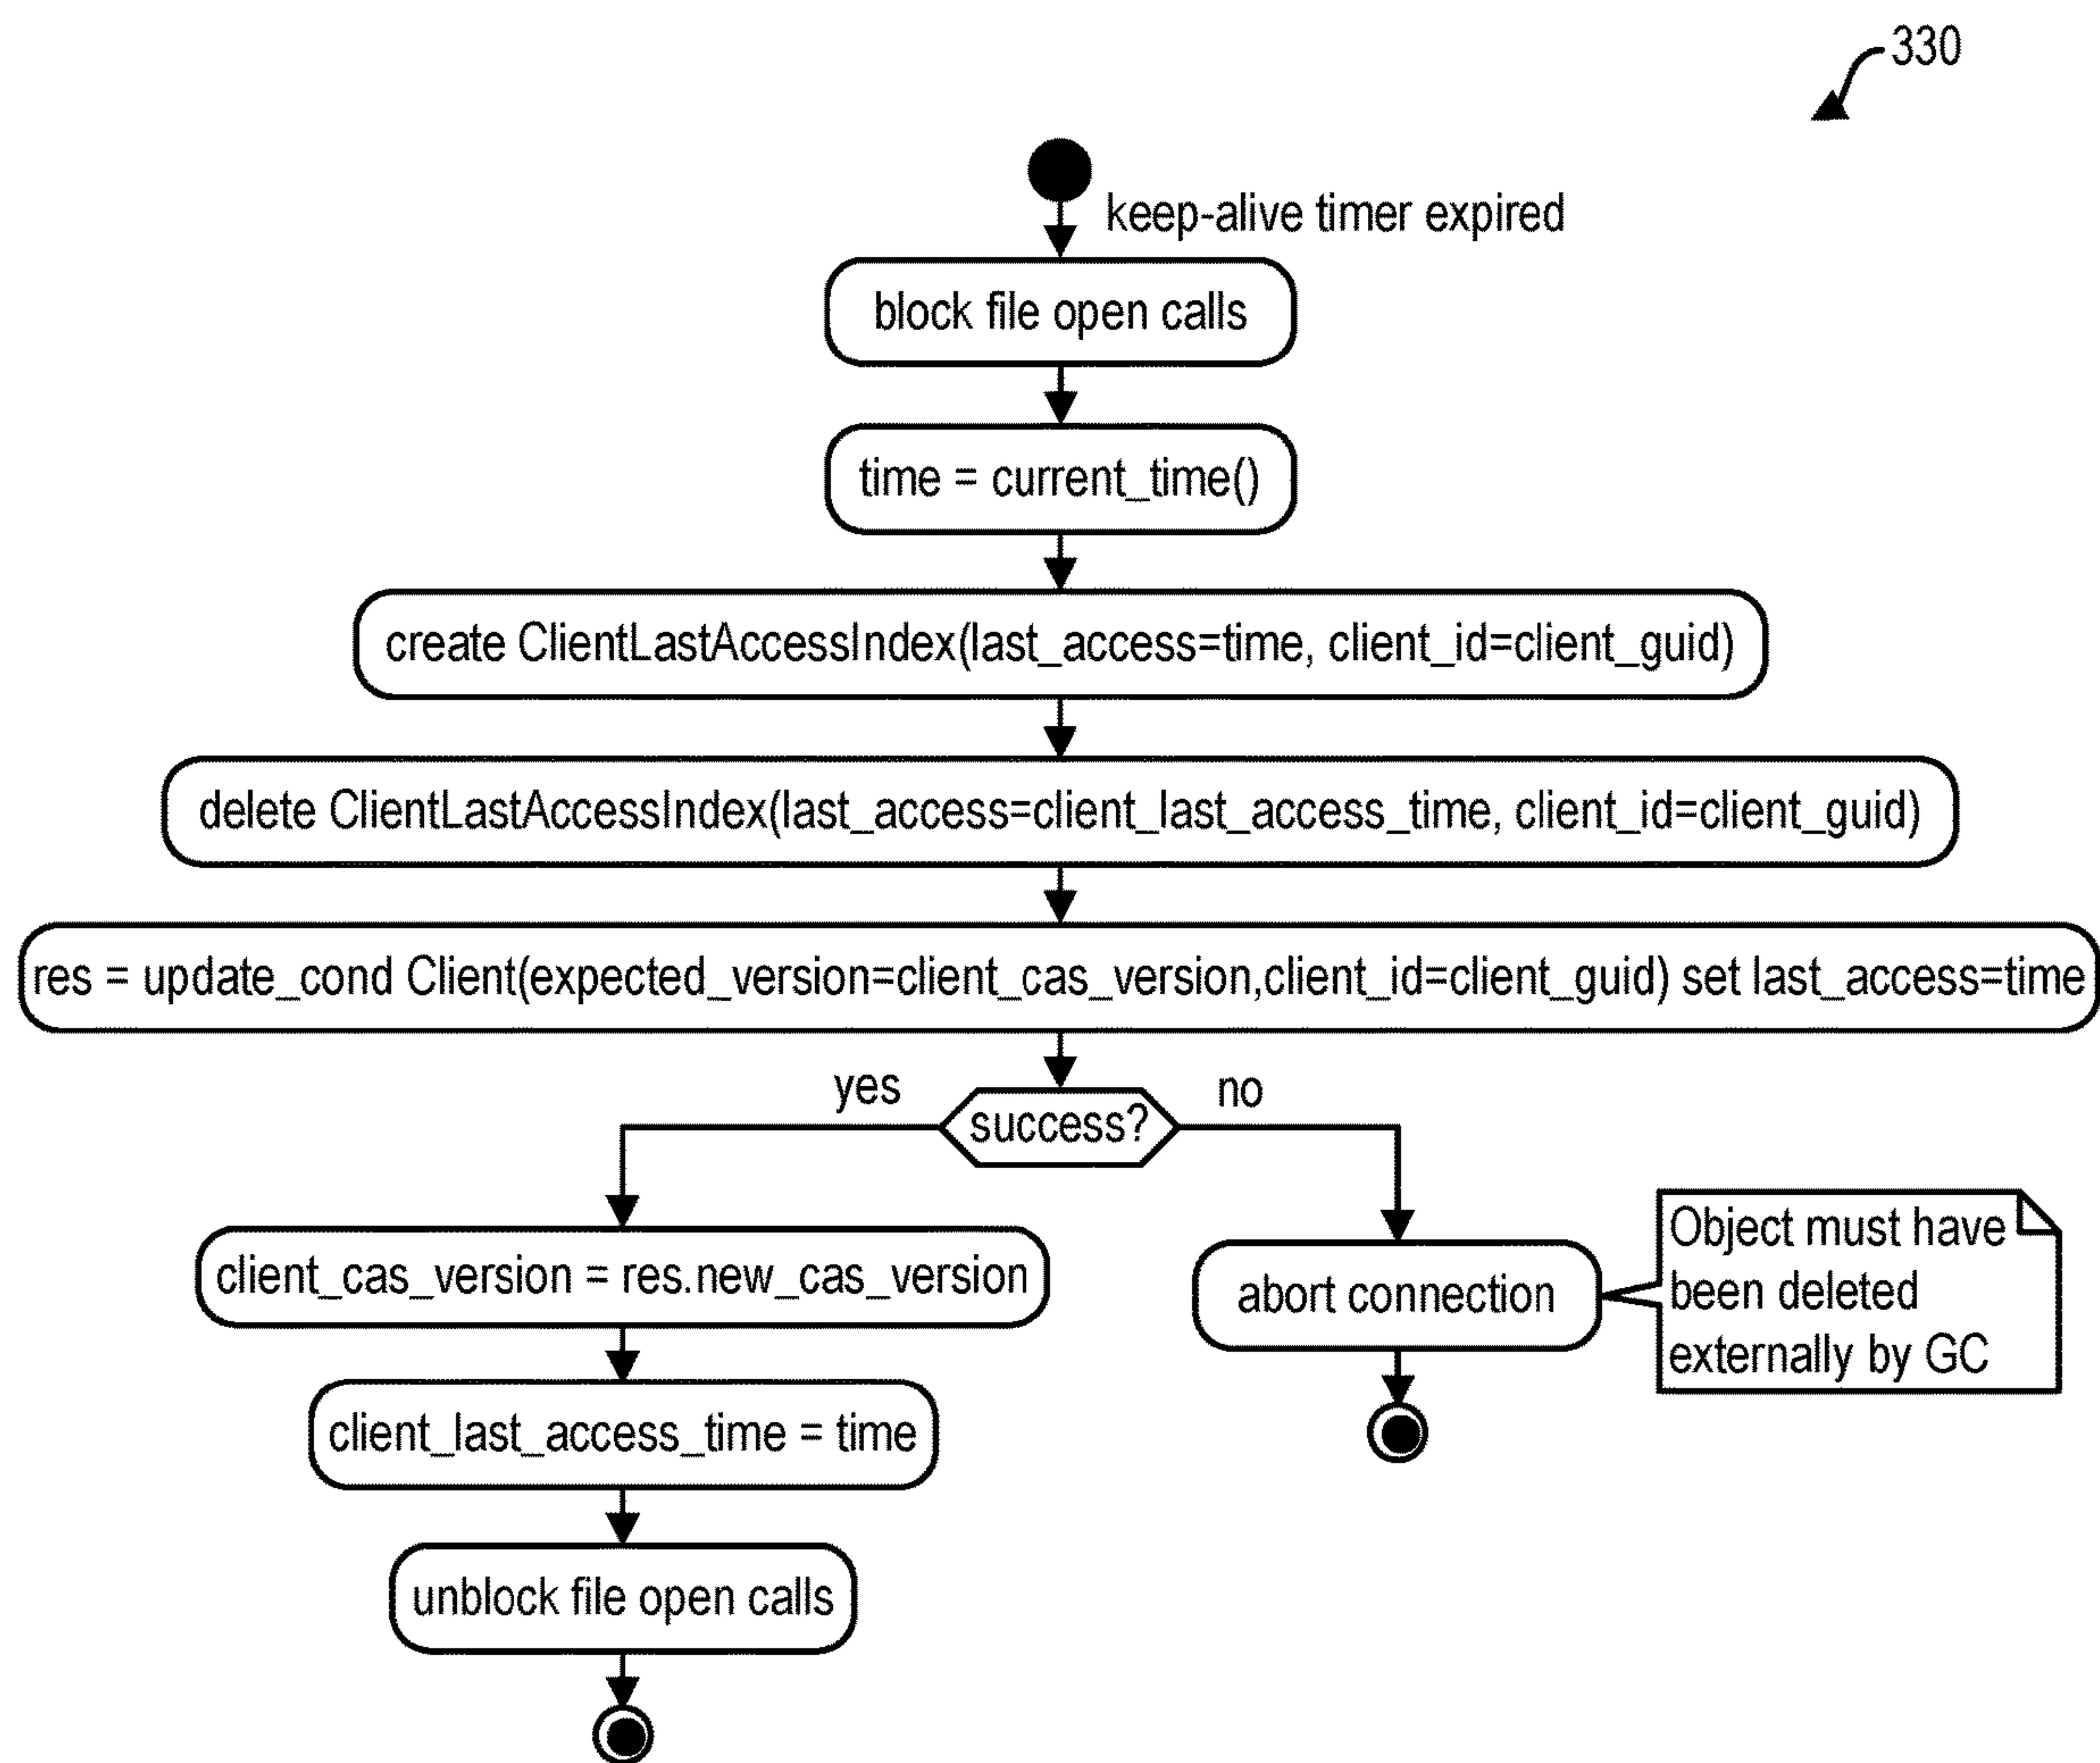 330
keep-alive timer expired
block file open calls
time = current_time()
create ClientLastAccessIndex(last_access=time, client_id=client_guid)
delete ClientLastAccessIndex(last_access=client_last_access_time, client_id=client_guid)
res = update_cond Client(expected_version=client_cas_version,client_id=client_guid) set last_access=time
yes
success?
no
client_cas_version = res.new_cas_version
client_last_access_time = time
unblock file open calls
abort connection
Object must have
been deleted
externally by GC